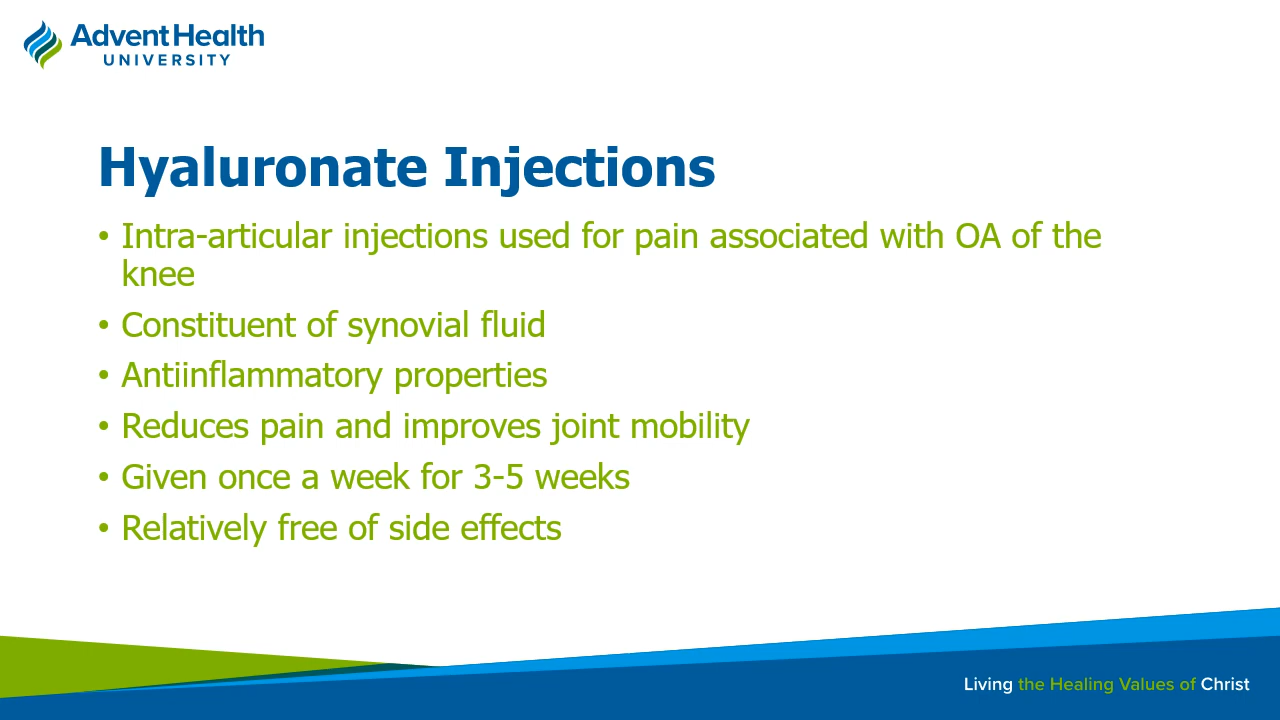 AdventHealth
UNIVERSITY
Hyaluronate Injections
• Intra-articular injections used for pain associated with OA of the
knee
• Constituent of synovial fluid
• Antiinflammatory properties
• Reduces pain and improves joint mobility
• Given once a week for 3-5 weeks
• Relatively free of side effects
Living the Healing Values of Christ